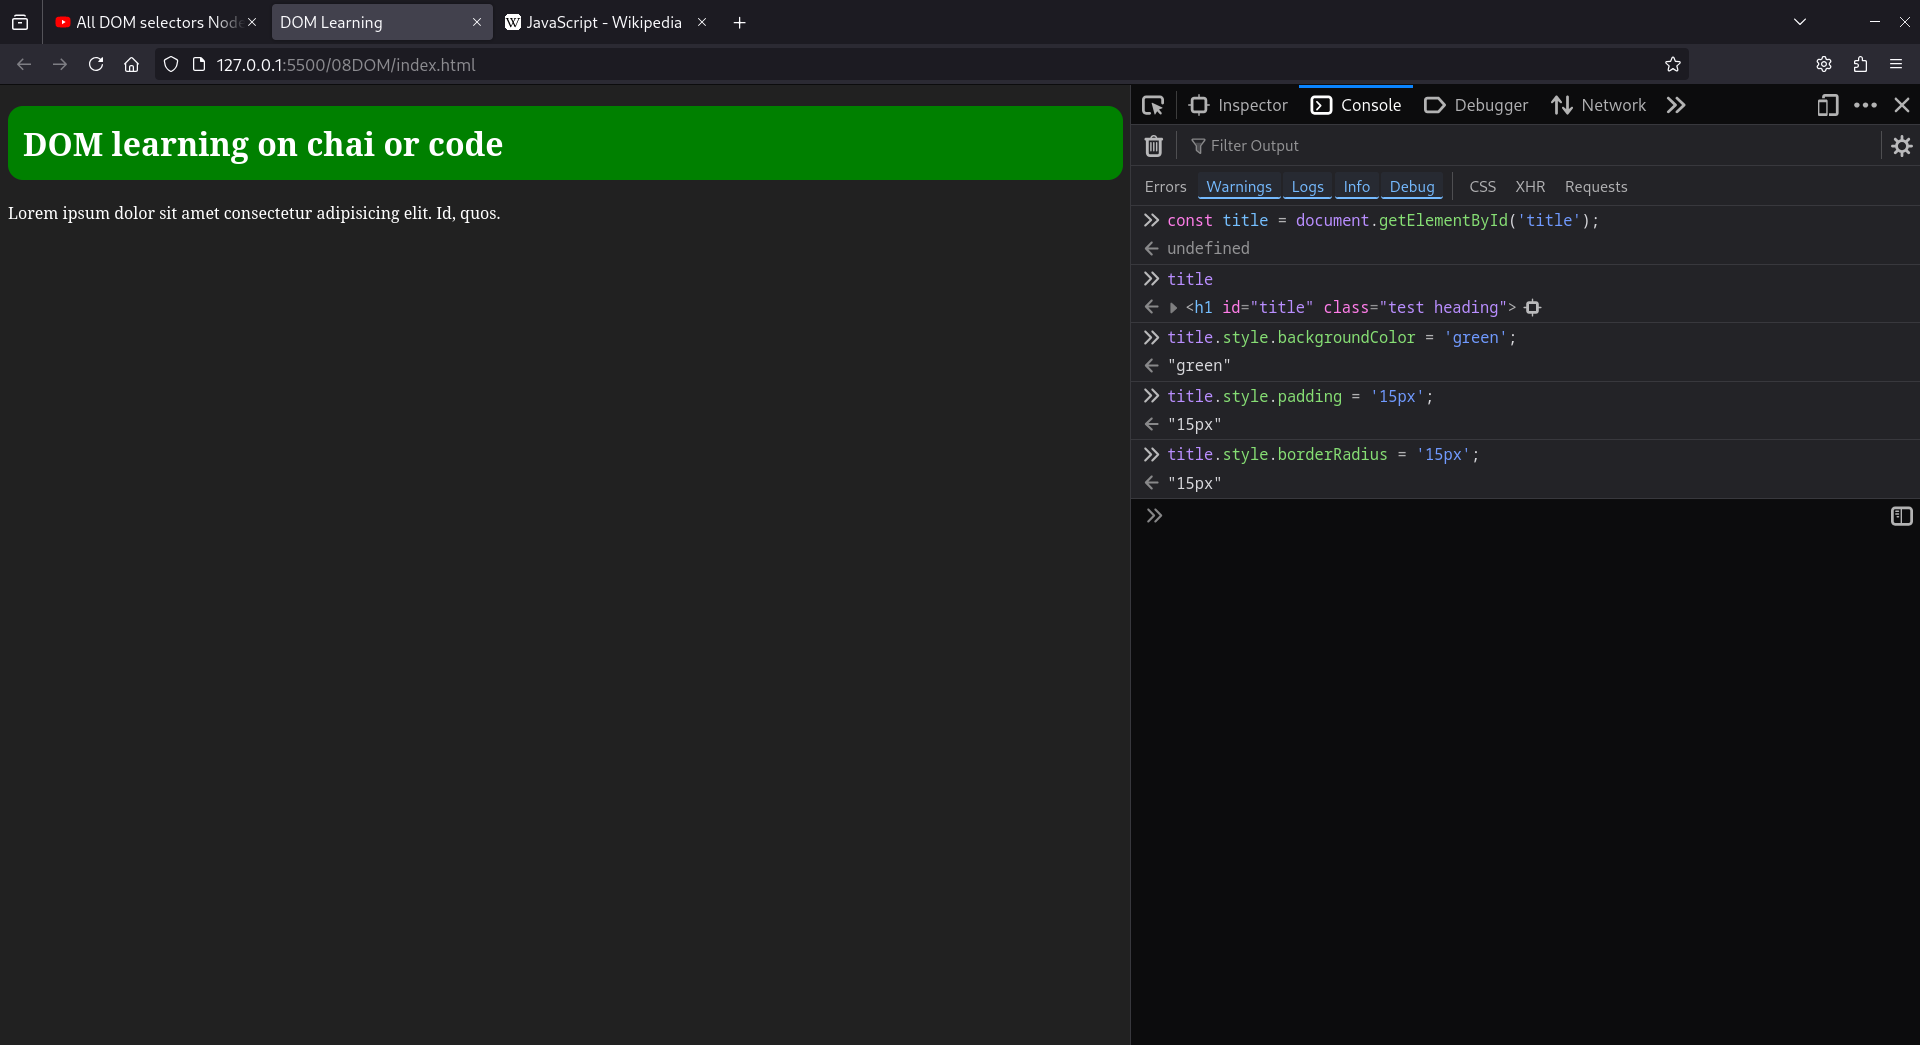 All DOM selectors Node
DOM Learning
W JavaScript - Wikipedia
127.0.0.1:5500/08DOM/index.html
DOM learning on chai or code
Lorem ipsum dolor sit amet consectetur adipisicing elit. Id, quos.
Inspector Console Debugger Network
Filter Output
Errors Warnings Logs Info Debug CSS XHR Requests
const title = document.getElementById('title');
undefined
title
<h1 id="title" class="test heading">
title.style.backgroundColor = 'green';
"green"
title.style.padding = '15px';
"15px"
title.style.borderRadius = '15px';
"15px"